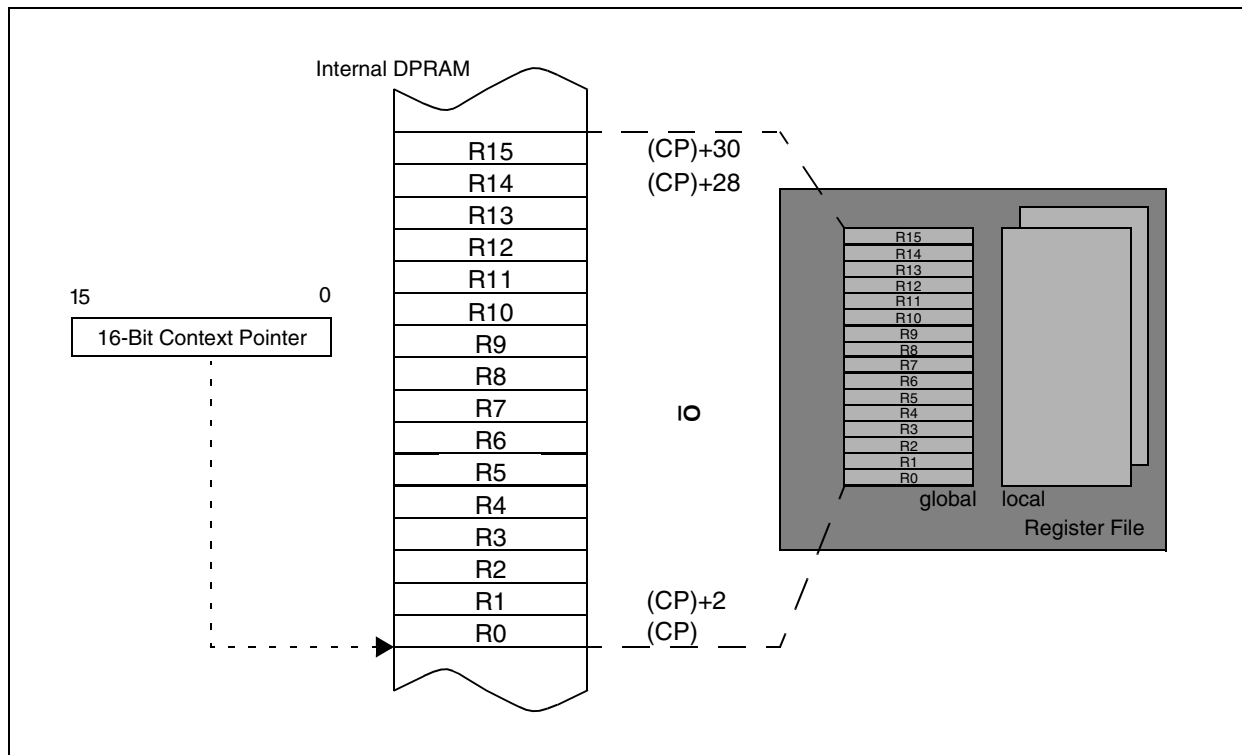 Internal DPRAM
R15
R14
R13
R12
R11
R10
R9
R8
R7
R6
R5
R4
R3
R2
R1
R0
15 0
16-Bit Context Pointer
(CP)+30
(CP)+28
(CP)+2
(CP)
R15
R14
R13
R12
R11
R10
R9
R8
R7
R6
R5
R4
R3
R2
R1
R0
global local
Register File